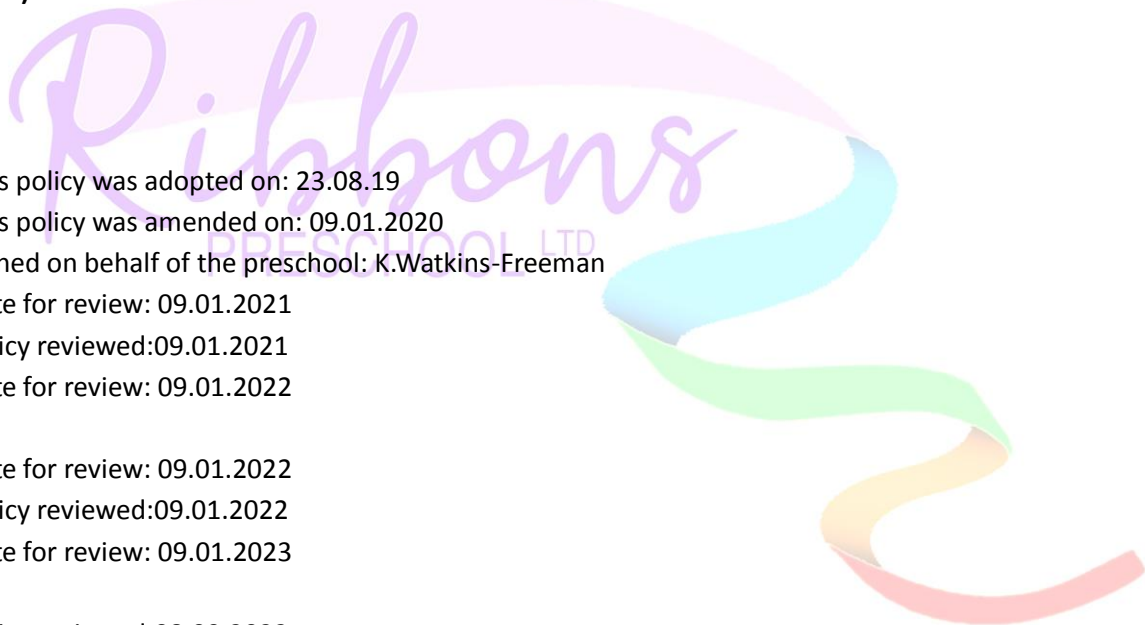 Ribbons
PRESCHOOL LTD
s policy was adopted on: 23.08.19
s policy was amended on: 09.01.2020
ned on behalf of the preschool: K.Watkins-Freeman
te for review: 09.01.2021
icy reviewed:09.01.2021
te for review: 09.01.2022
te for review: 09.01.2022
icy reviewed:09.01.2022
te for review: 09.01.2023